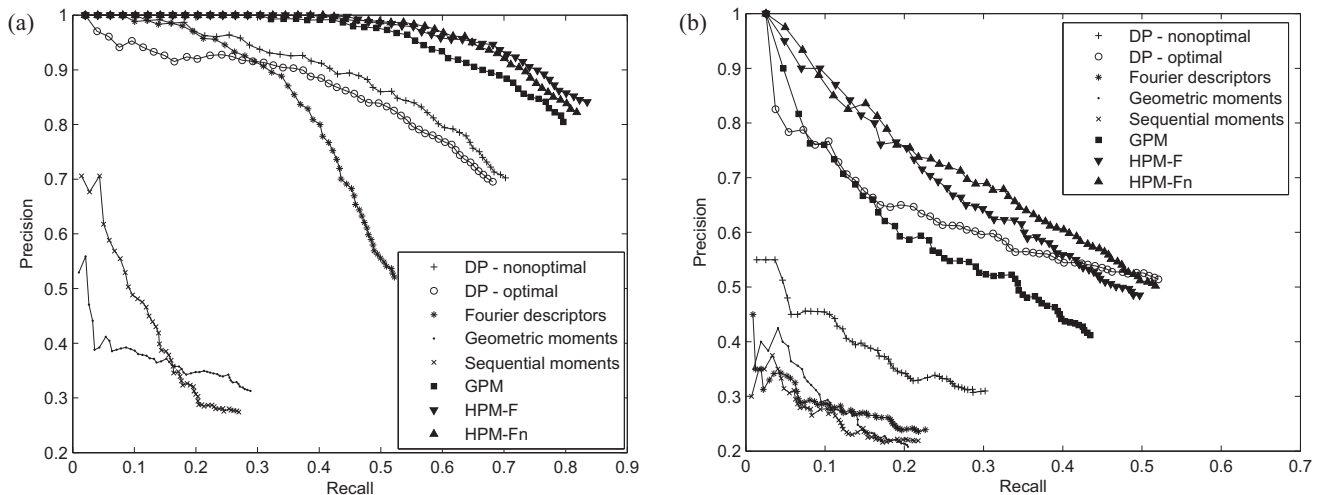 (a)
1
0.9
0.8
0.7
0.6
0.5
0.4
0.3
0.2
Precision
0
0.1
0.2
0.3
0.4
0.5
0.6
0.7
0.8
0.9
Recall
DP - nonoptimal
DP - optimal
Fourier descriptors
Geometric moments
Sequential moments
GPM
HPM-F
HPM-Fn
(b)
1
0.9
0.8
0.7
0.6
0.5
0.4
0.3
0.2
Precision
0
0.1
0.2
0.3
0.4
0.5
0.6
0.7
Recall
DP - nonoptimal
DP - optimal
Fourier descriptors
Geometric moments
Sequential moments
GPM
HPM-F
HPM-Fn